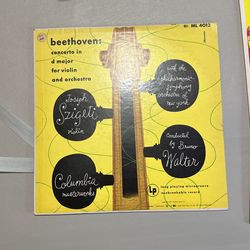 ML 4012
beethoven:
concerto in
d major
for violin
and orchestra
with the
philharmonic-
symphony
orchestra of
new york
Joseph
Szigeti
Violin
Conducted
by Bruno
Walter
Columbia
masterworks
LP
long playing microgroove
nonbreakable record